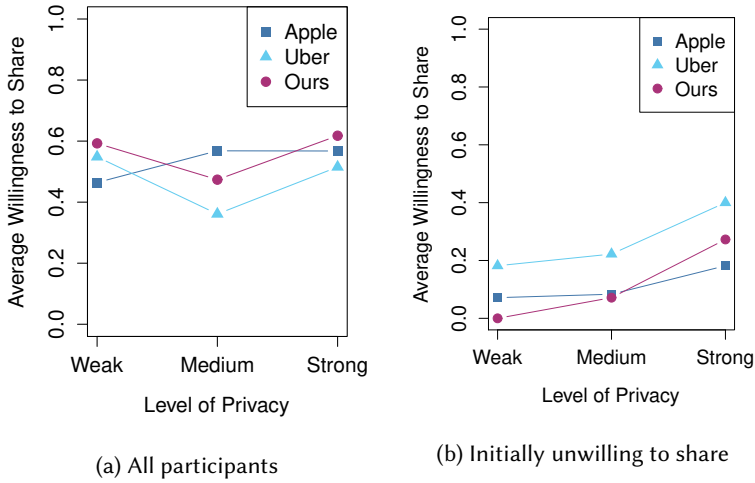 Average Willingness to Share
1.0
0.8
0.6
0.4
0.2
0.0
Apple
Uber
Ours
Weak Medium Strong
Level of Privacy
(a) All participants
Average Willingness to Share
1.0
0.8
0.6
0.4
0.2
0.0
Apple
Uber
Ours
Weak Medium Strong
Level of Privacy
(b) Initially unwilling to share